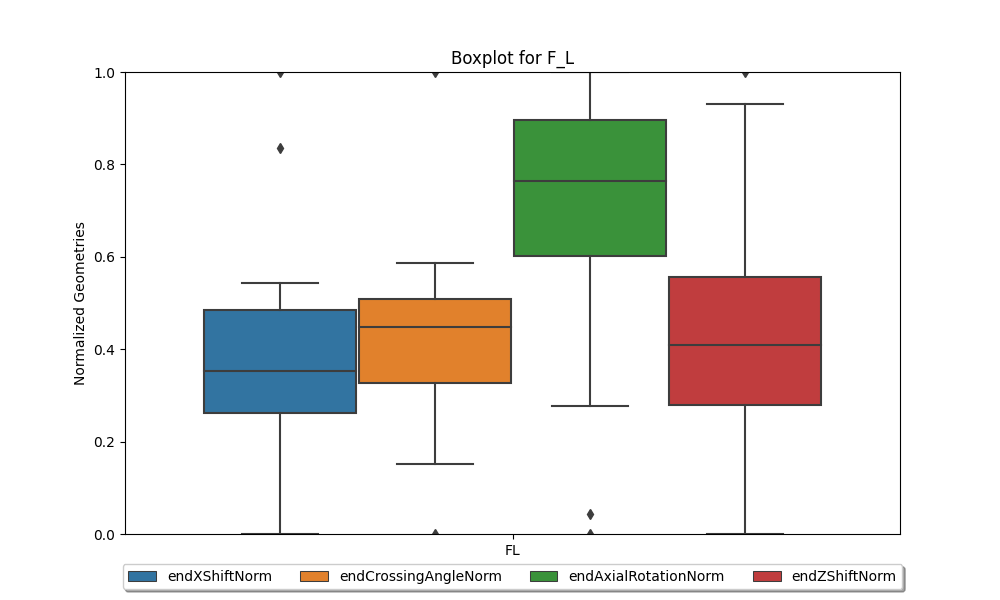 Boxplot for F_L
1.0
0.8
0.6
0.4
0.2
0.0
Normalized Geometries
FL
endXShiftNorm endCrossingAngleNorm endAxialRotationNorm endZShiftNorm